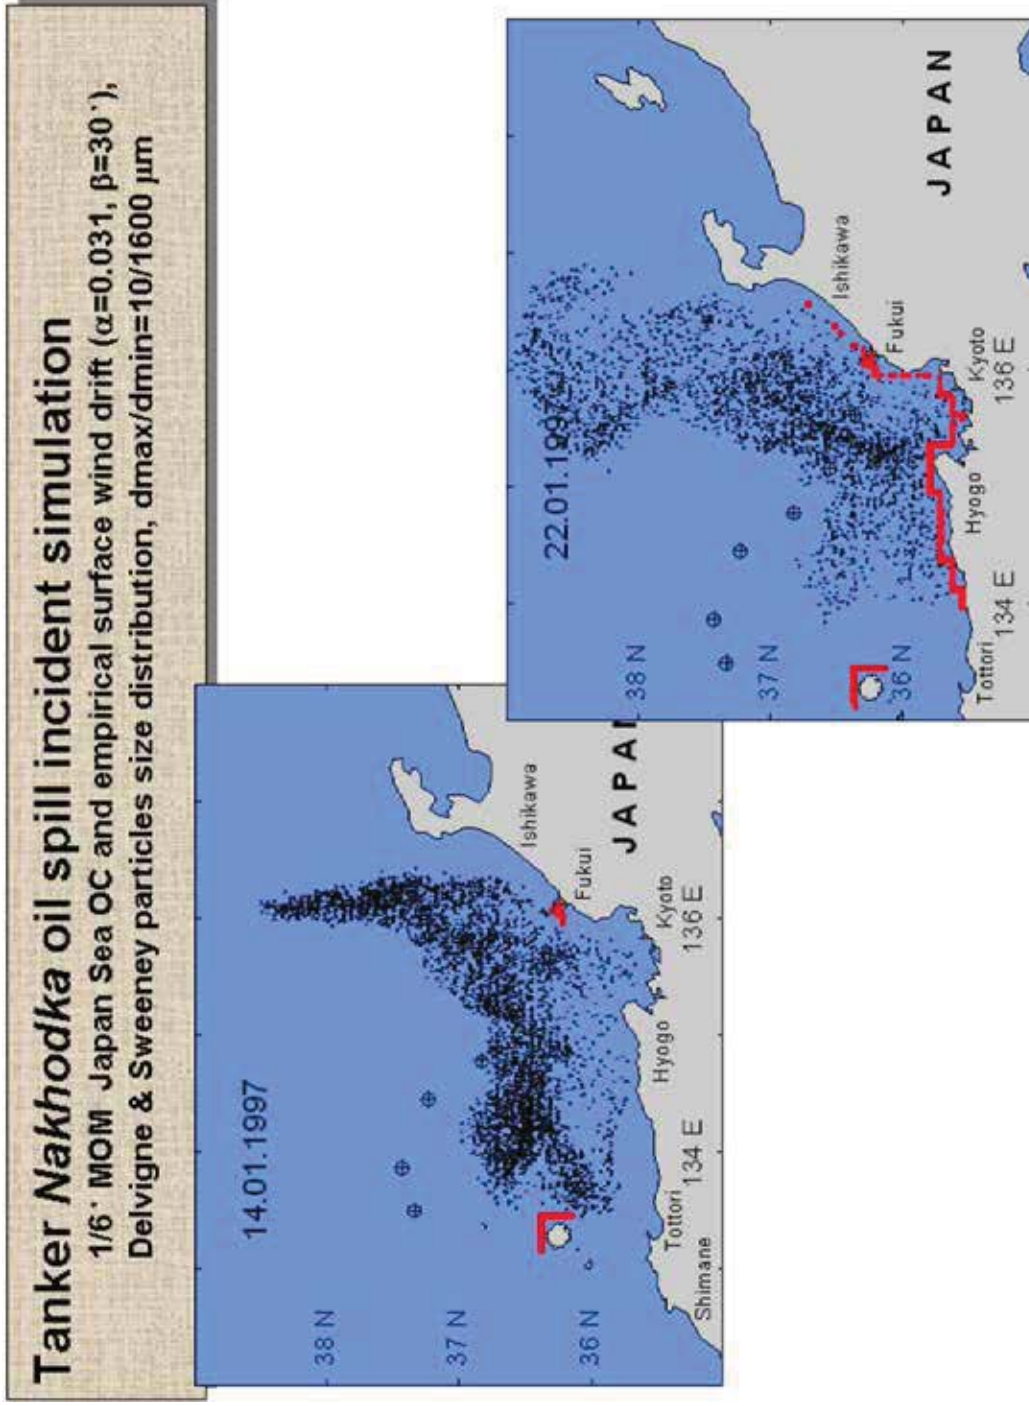 Tanker Nakhodka oil spill incident simulation
1/6˚ MOM Japan Sea OC and empirical surface wind drift (α=0.031, β=30˚),
Delvigne & Sweeney particles size distribution, dmax/dmin=10/1600 µm
14.01.1997
38 N
37 N
36 N
Ishikawa
Fukui
JAPAN
Kyoto
136 E
Hyogo
134 E
Tottori
Shimane
22.01.1997
38 N
37 N
36 N
Ishikawa
Fukui
JAPAN
Kyoto
136 E
Hyogo
134 E
Tottori